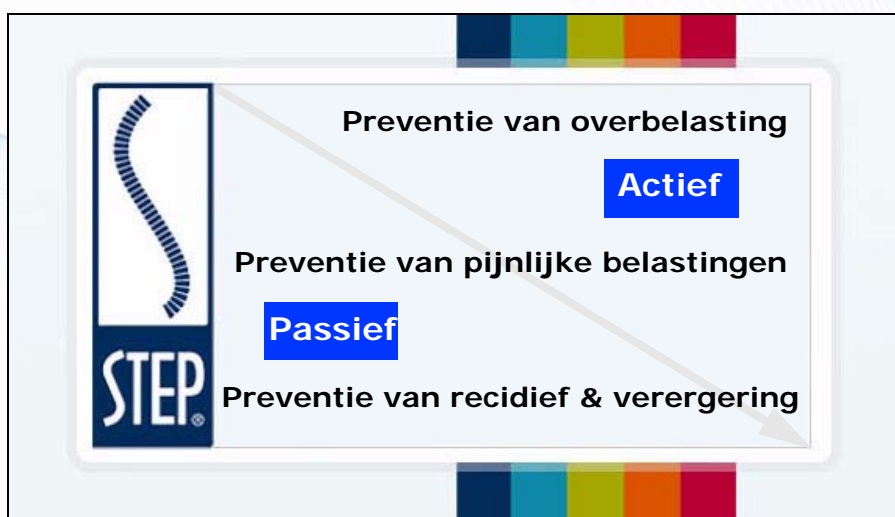 Preventie van overbelasting
Actief
Preventie van pijnlijke belastingen
Passief
STEP®
Preventie van recidief & verergering